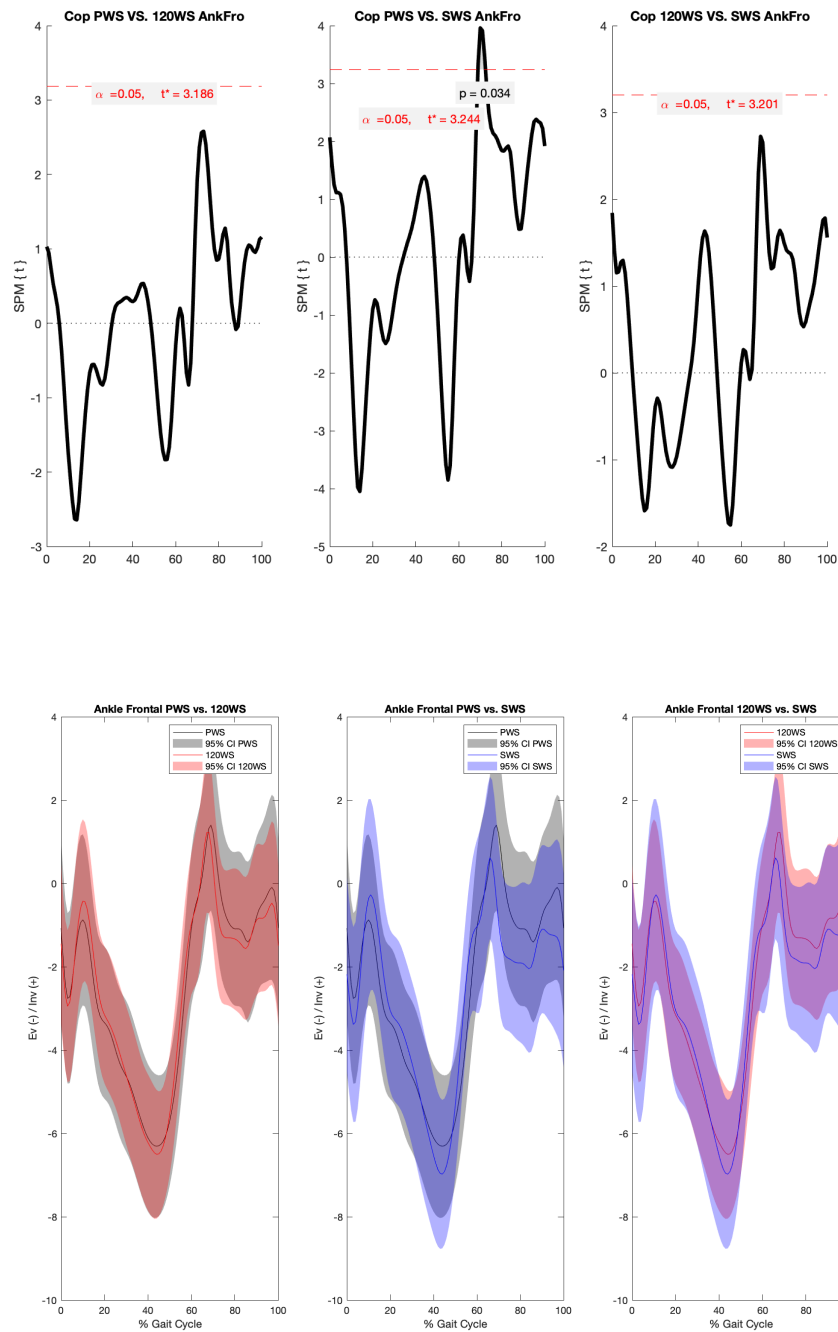 Cop PWS VS. 120WS AnkFro
4
3
2
1
0
-1
-2
-3
SPM { t }
α =0.05, t* = 3.186
0 20 40 60 80 100
Cop PWS VS. SWS AnkFro
4
3
2
1
0
-1
-2
-3
-4
-5
SPM { t }
p = 0.034
α =0.05, t* = 3.244
0 20 40 60 80 100
Cop 120WS VS. SWS AnkFro
4
3
2
1
0
-1
-2
SPM { t }
α =0.05, t* = 3.201
0 20 40 60 80 100
Ankle Frontal PWS vs. 120WS
PWS
95% CI PWS
120WS
95% CI 120WS
4
2
0
-2
-4
-6
-8
-10
Ev (-) / Inv (+)
0 20 40 60 80 100
% Gait Cycle
Ankle Frontal PWS vs. SWS
PWS
95% CI PWS
SWS
95% CI SWS
4
2
0
-2
-4
-6
-8
-10
Ev (-) / Inv (+)
0 20 40 60 80 100
% Gait Cycle
Ankle Frontal 120WS vs. SWS
120WS
95% CI 120WS
SWS
95% CI SWS
4
2
0
-2
-4
-6
-8
-10
Ev (-) / Inv (+)
0 20 40 60 80
% Gait Cycle